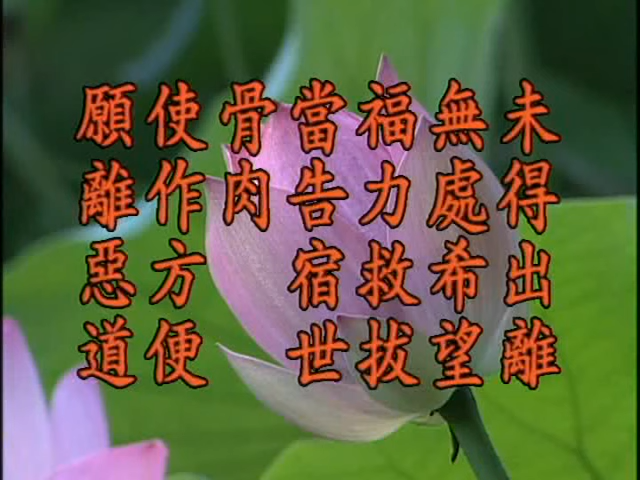 未得出離
無處希望
福力救拔
當告宿世
骨肉
使作方便
願離惡道